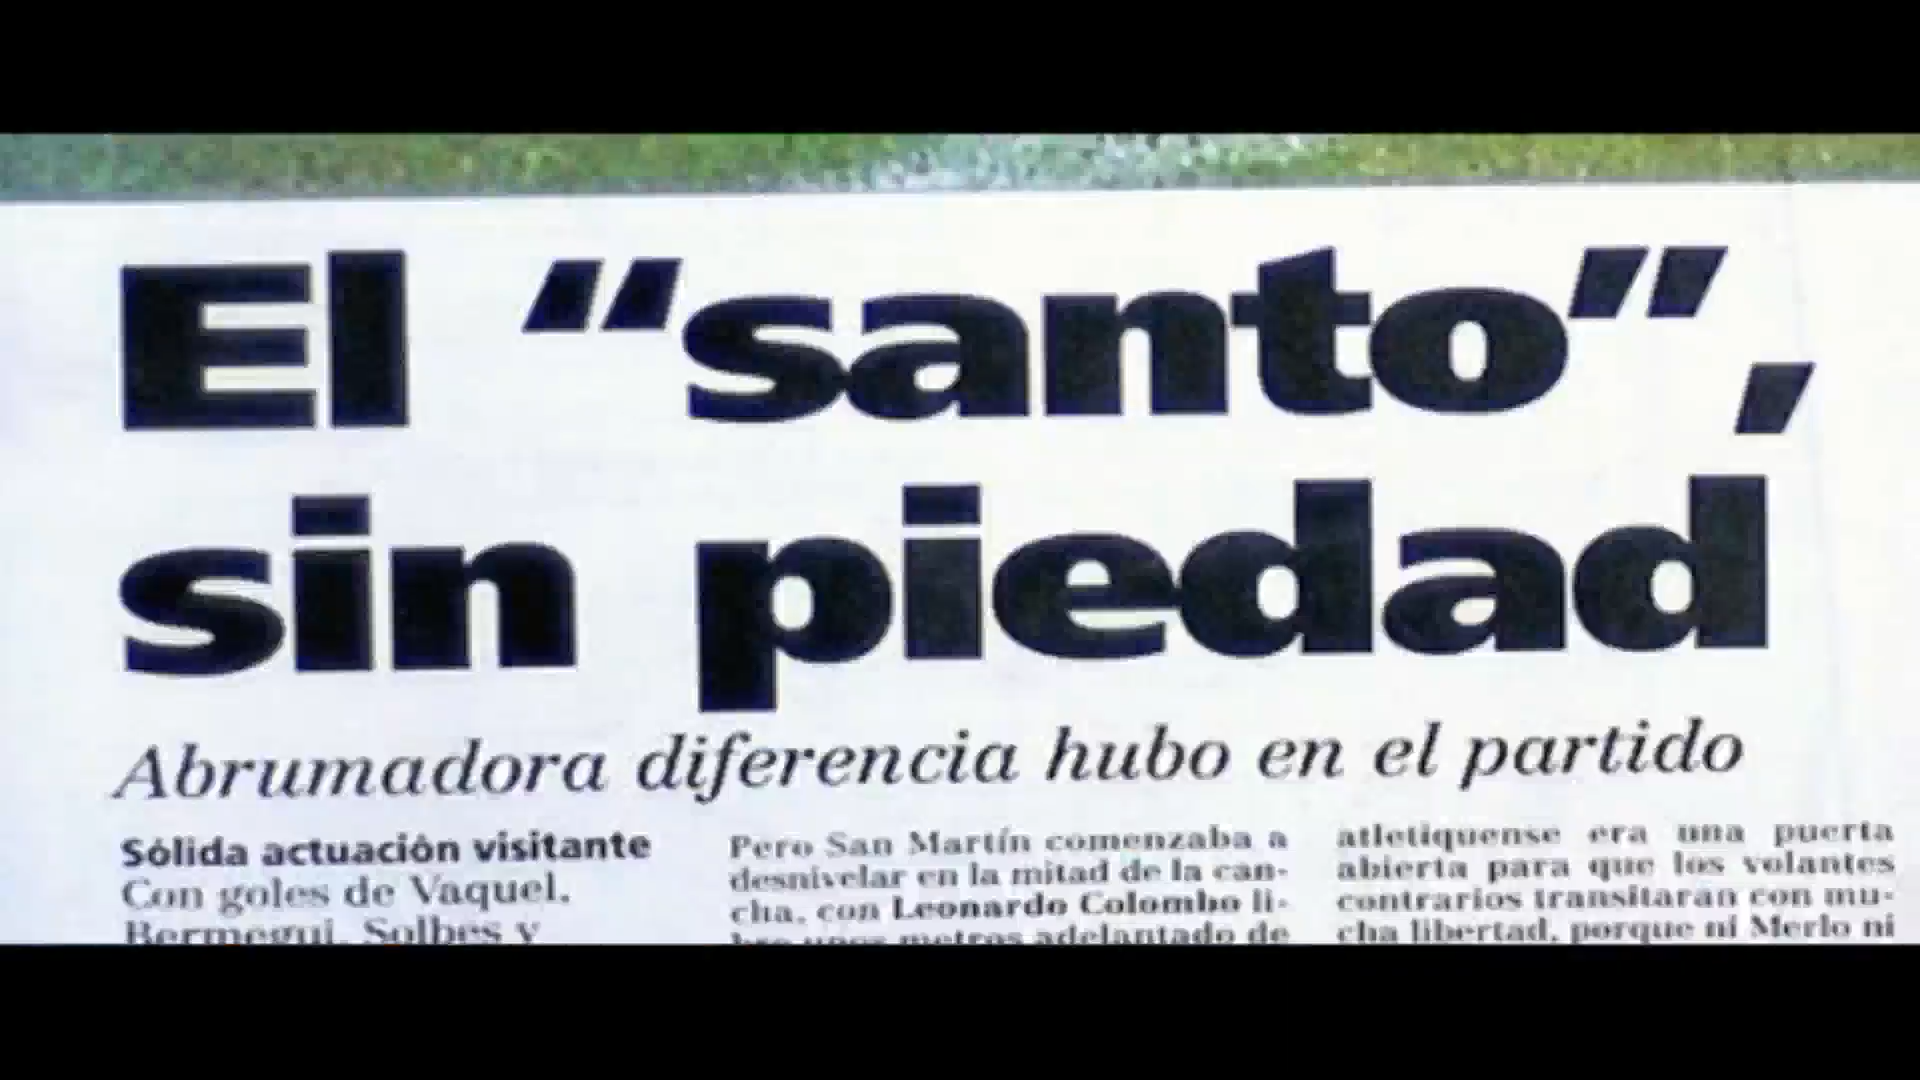 El “santo”,
sin piedad
Abrumadora diferencia hubo en el partido
Sólida actuación visitante
Con goles de Vaquel,
Bermegui, Solbes y
Pero San Martín comenzaba a
desnivelar en la mitad de la can-
cha, con Leonardo Colombo li-
bre unos metros adelantado de
atletiquense era una puerta
abierta para que los volantes
contrarios transitaran con mu-
cha libertad, porque ni Merlo ni